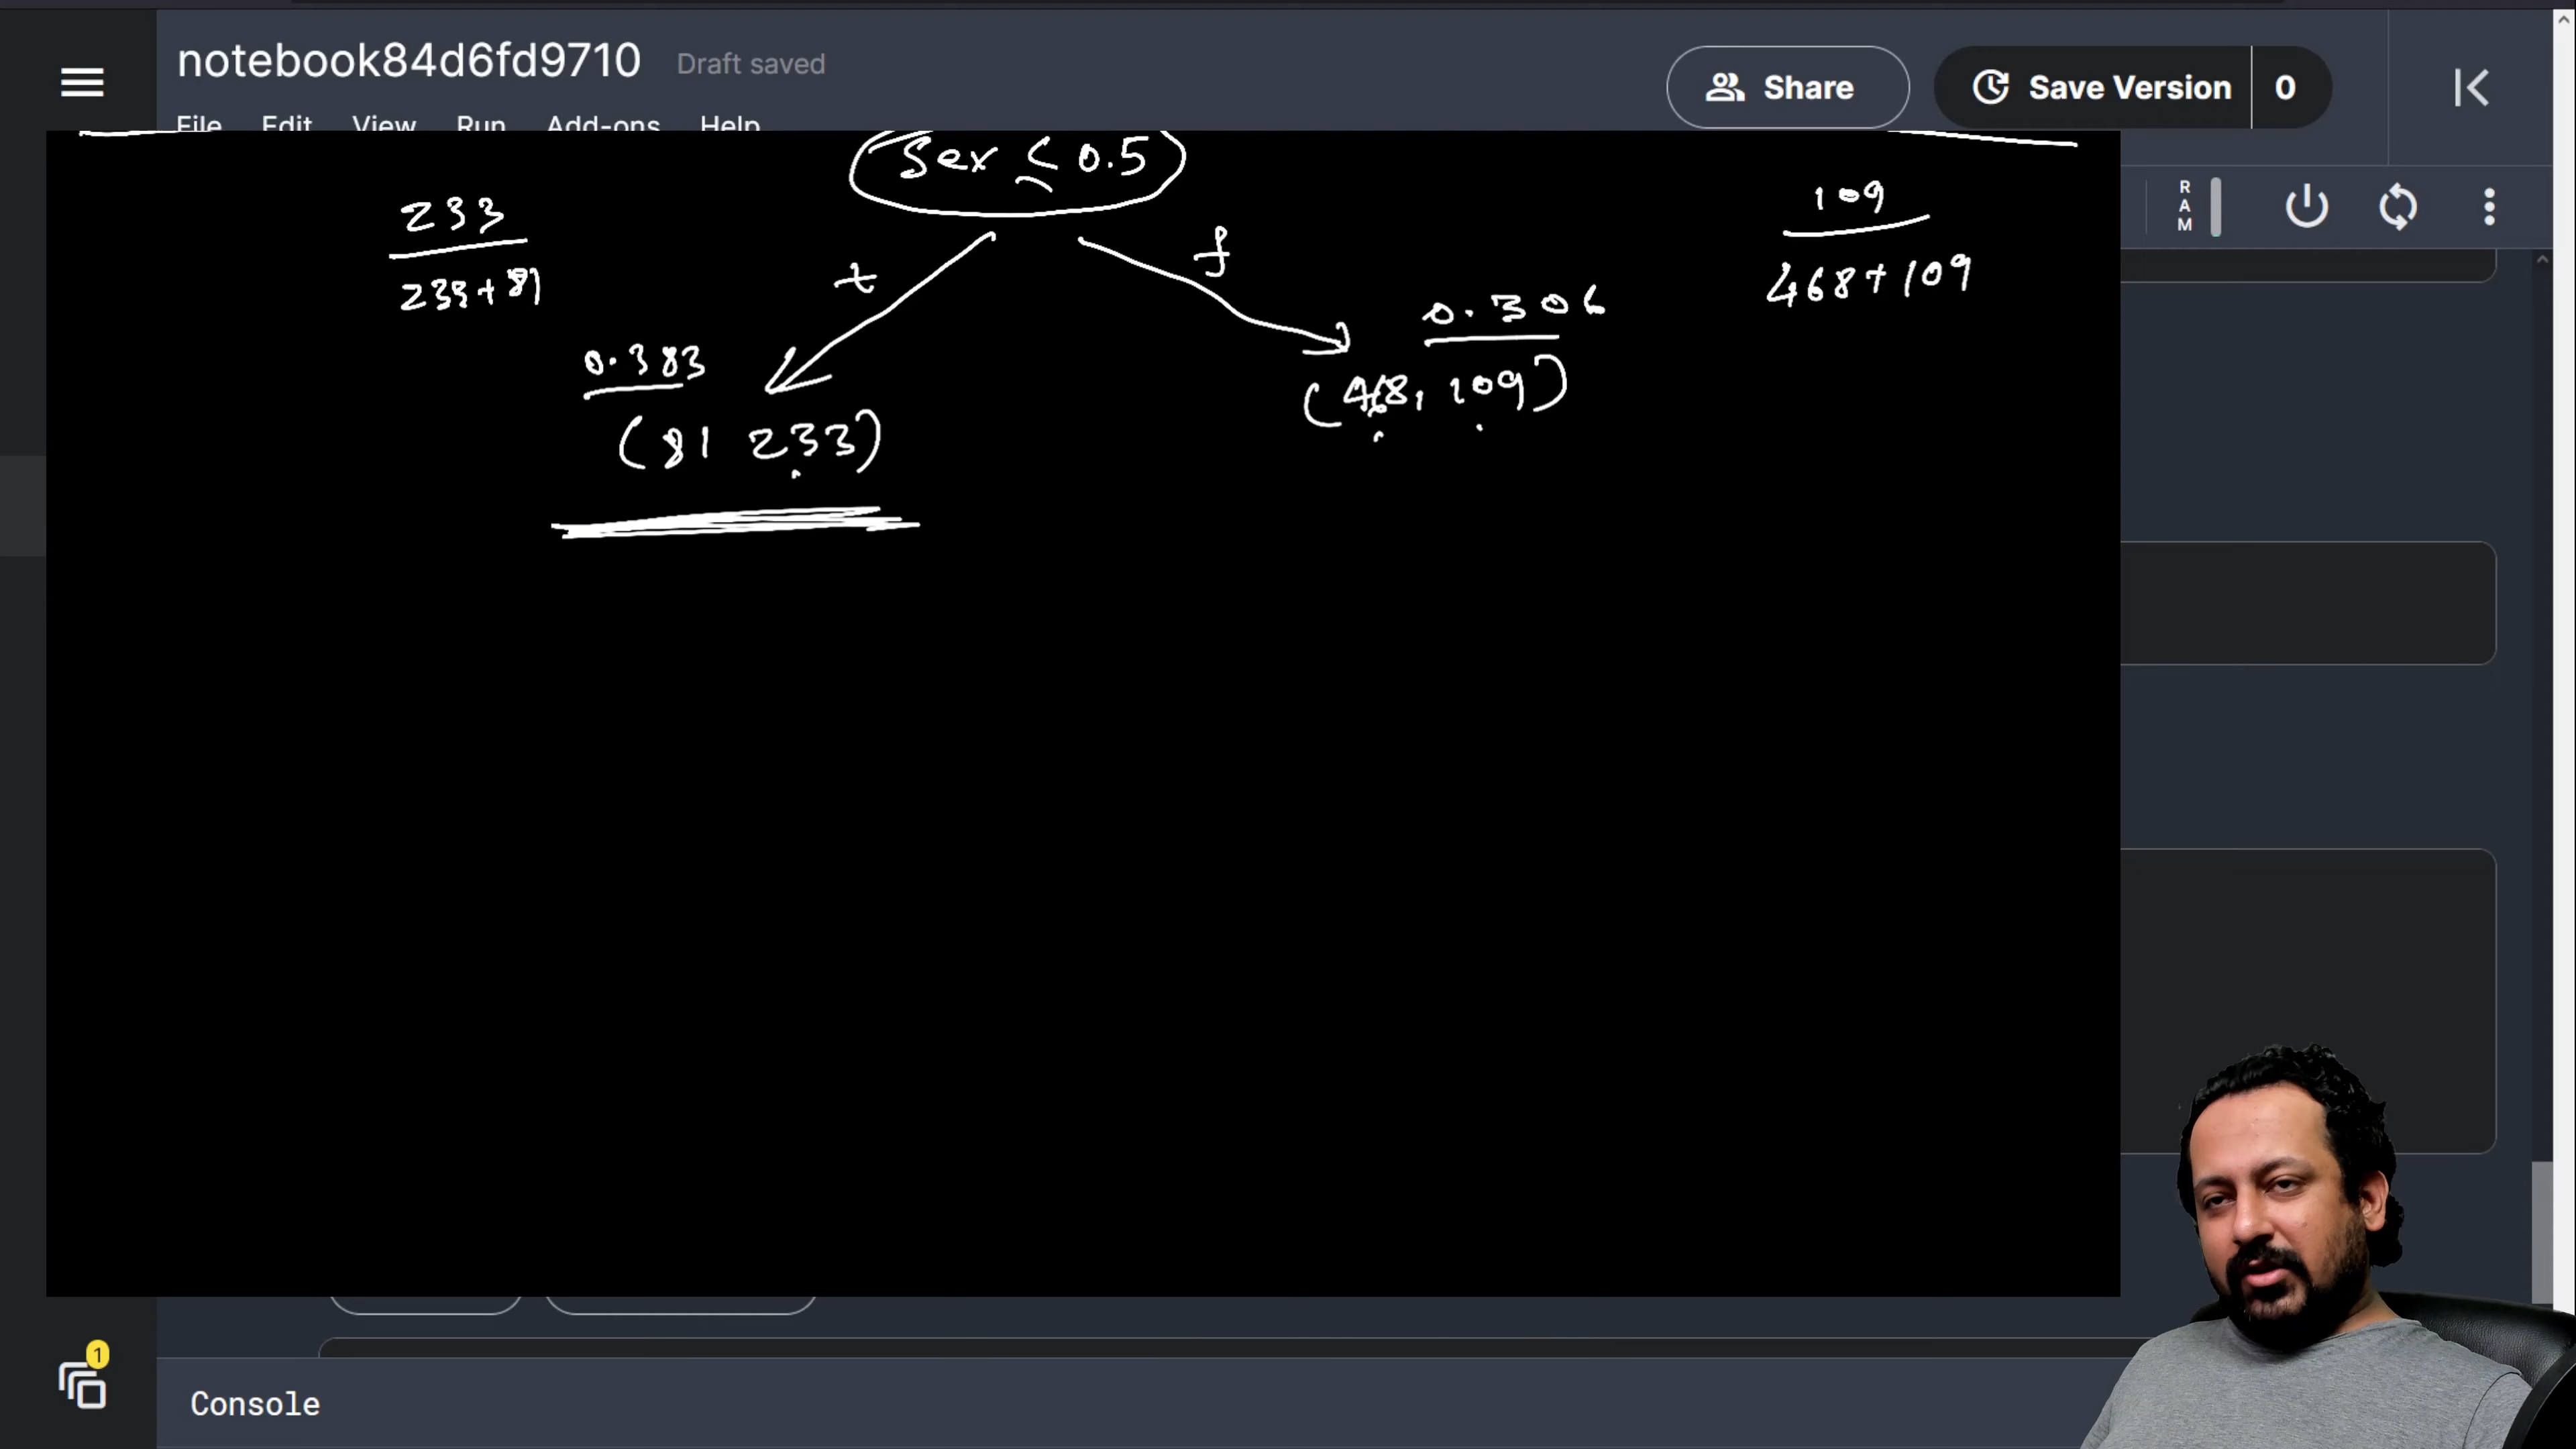 notebook84d6fd9710 Draft saved
Share
Save Version 0
File Edit View Run Add-ons Help
R
A
M
Sex ≤ 0.5
233
233+81
t
f
109
468+109
0.383
(81 233)
0.306
(468, 109)
1
Console